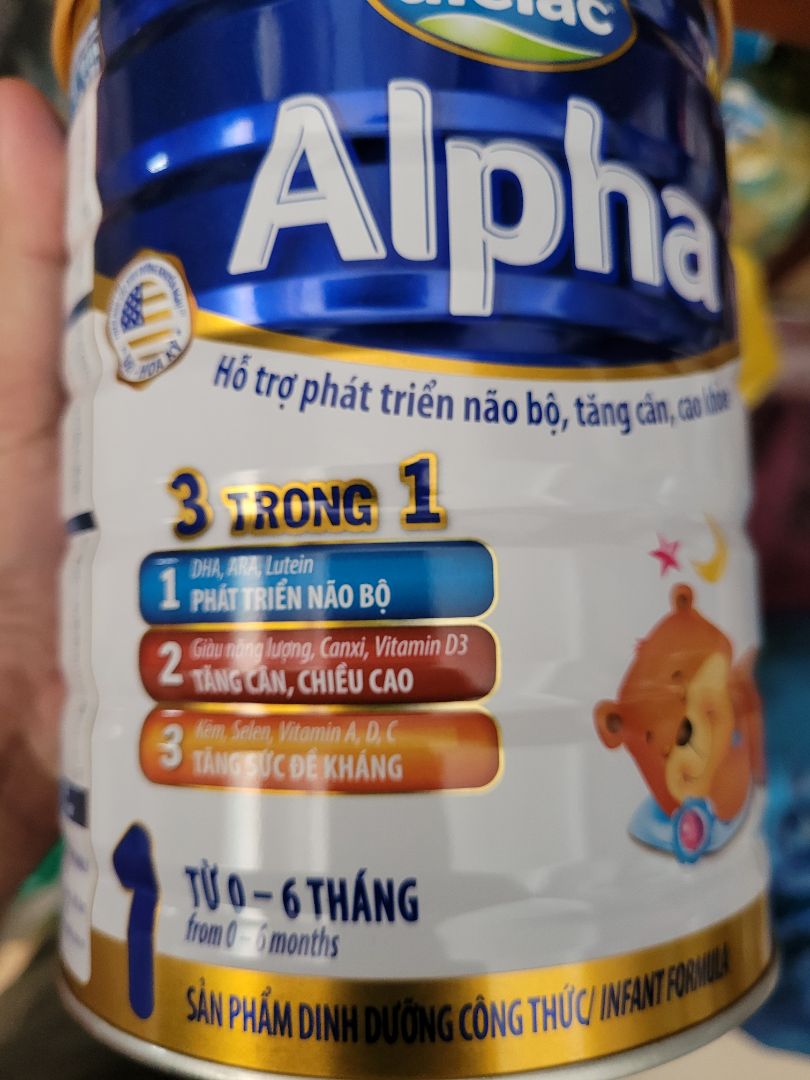 Alpha
HOA KỲ
Hỗ trợ phát triển não bộ, tăng cân, cao khỏe
3 TRONG 1
1 DHA, ARA, Lutein
PHÁT TRIỂN NÃO BỘ
2 Giàu năng lượng, Canxi, Vitamin D3
TĂNG CÂN, CHIỀU CAO
3 Kẽm, Selen, Vitamin A, D, C
TĂNG SỨC ĐỀ KHÁNG
1
TỪ 0 – 6 THÁNG
from 0 – 6 months
SẢN PHẨM DINH DƯỠNG CÔNG THỨC/ INFANT FORMULA